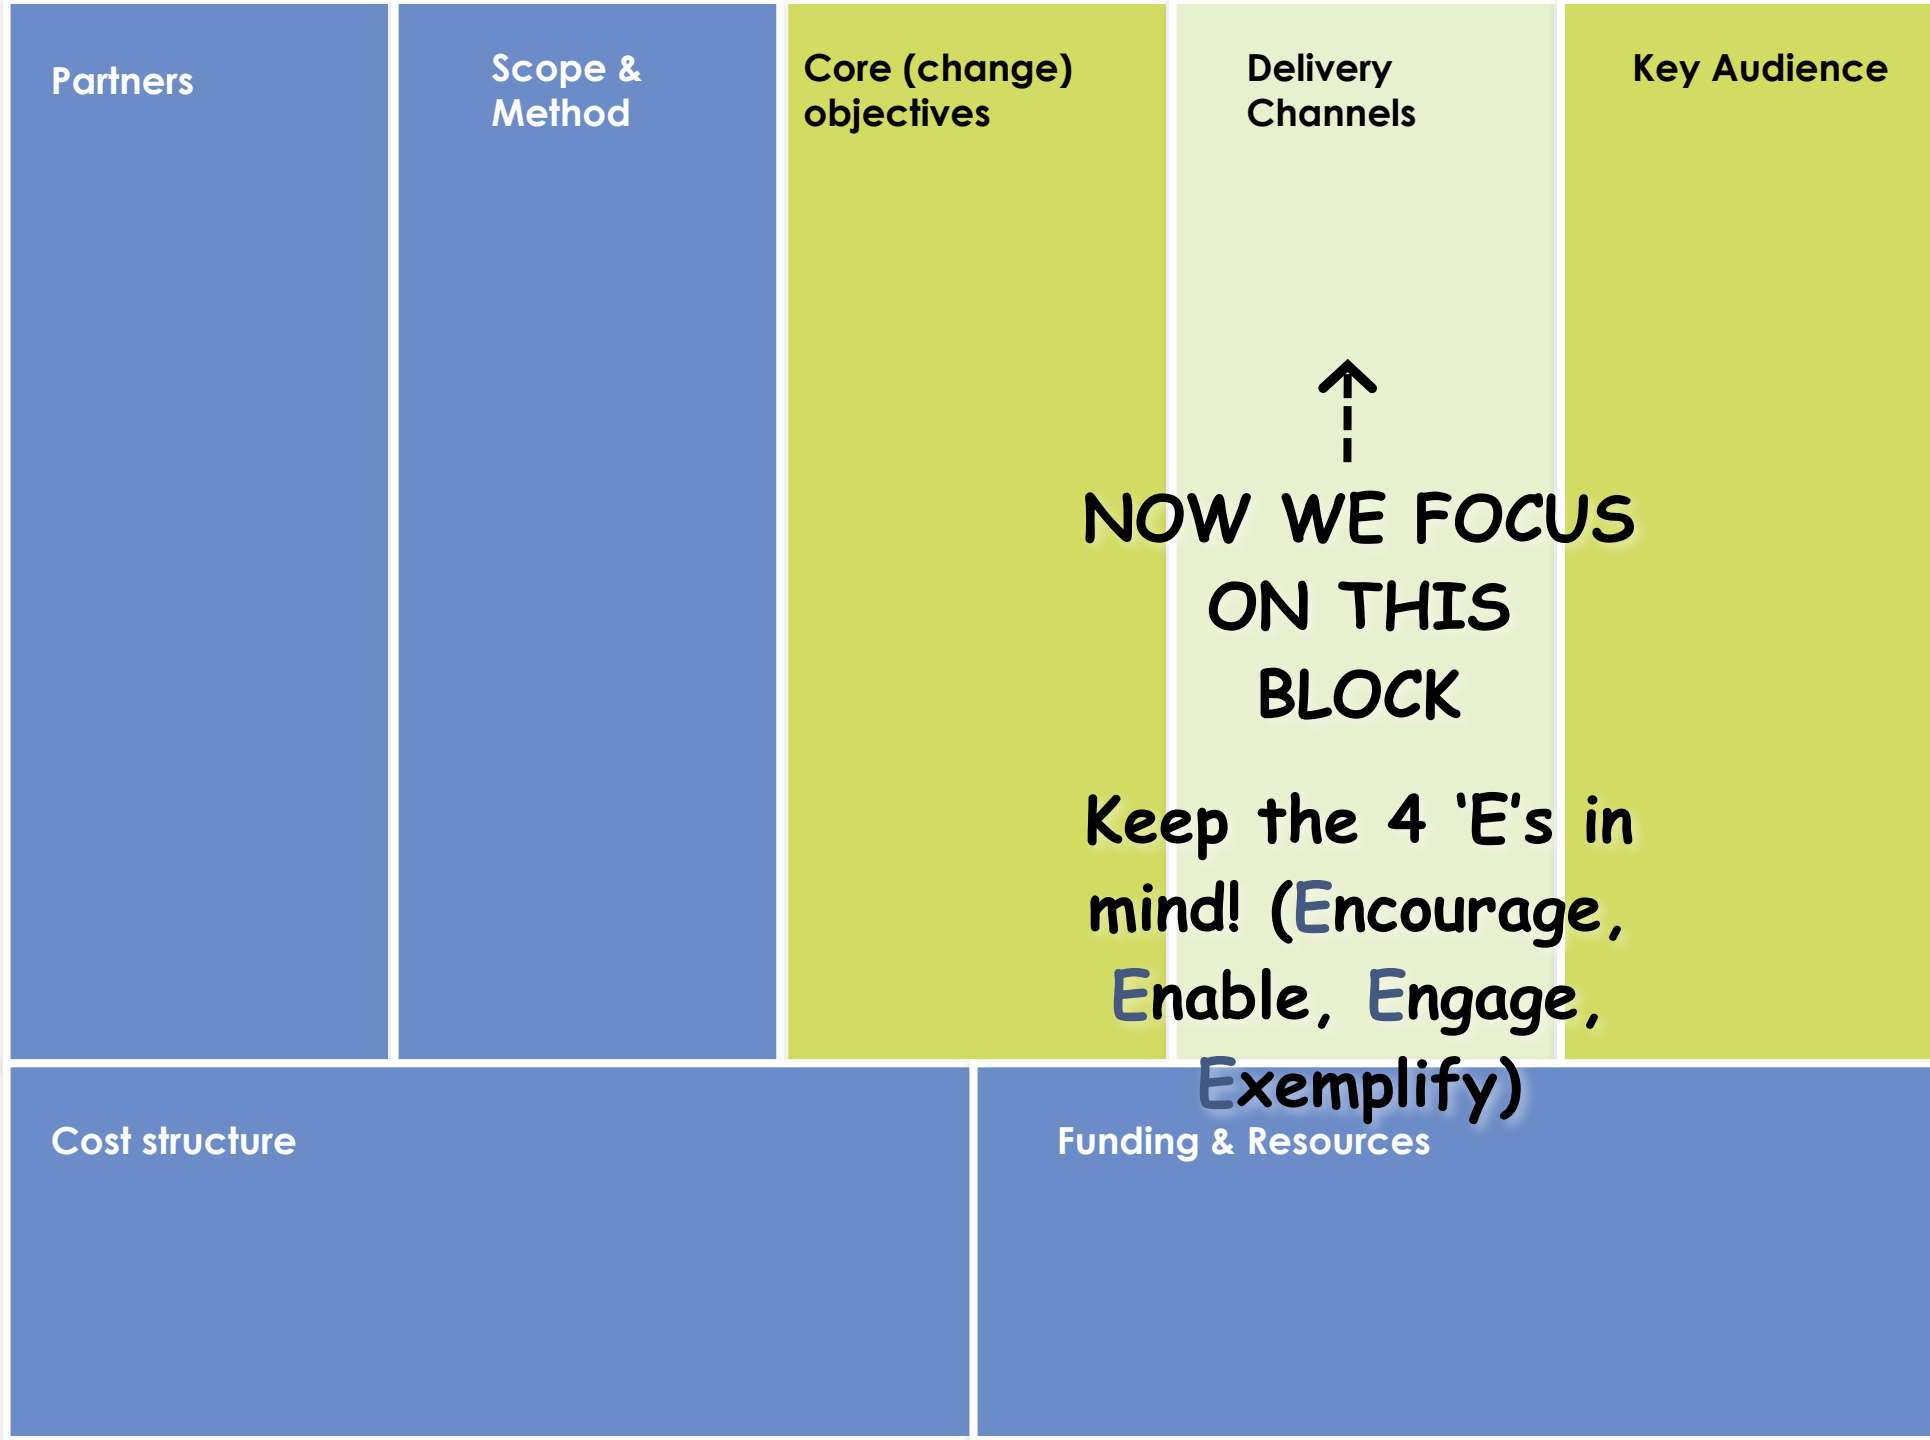 Partners
Scope &
Method
Core (change)
objectives
Delivery
Channels
Key Audience
NOW WE FOCUS
ON THIS
BLOCK
Keep the 4 ‘E’s in
mind! (Encourage,
Enable, Engage,
Exemplify)
Cost structure
Funding & Resources